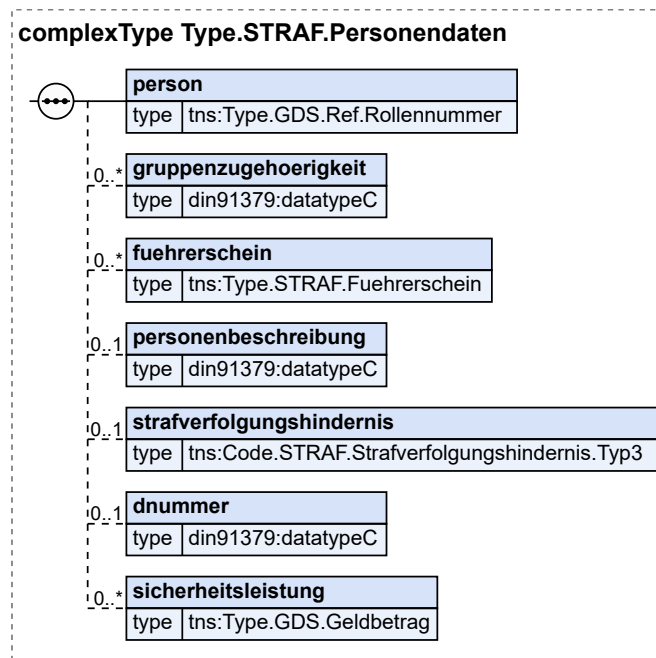 complexType Type.STRAF.Personendaten
person
type tns:Type.GDS.Ref.Rollennummer
0..* gruppenzugehoerigkeit
type din91379:datatypeC
0..* fuehrerschein
type tns:Type.STRAF.Fuehrerschein
0..1 personenbeschreibung
type din91379:datatypeC
0..1 strafverfolgungshindernis
type tns:Code.STRAF.Strafverfolgungshindernis.Typ3
0..1 dnummer
type din91379:datatypeC
0..* sicherheitsleistung
type tns:Type.GDS.Geldbetrag